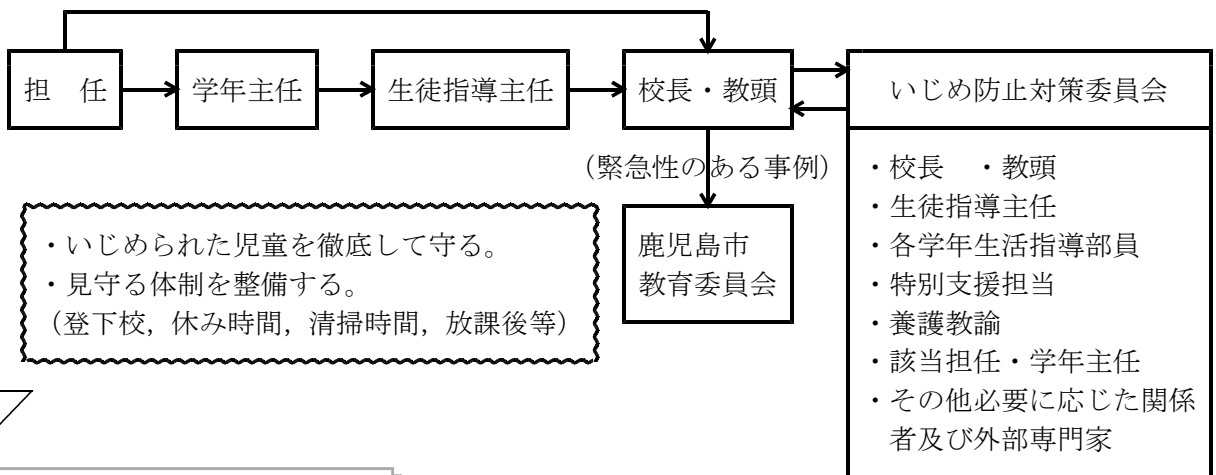 担　任
学年主任
生徒指導主任
校長・教頭
いじめ防止対策委員会
(緊急性のある事例)
鹿児島市
教育委員会
・校長　・教頭
・生徒指導主任
・各学年生活指導部員
・特別支援担当
・養護教諭
・該当担任・学年主任
・その他必要に応じた関係
者及び外部専門家
・いじめられた児童を徹底して守る。
・見守る体制を整備する。
(登下校，休み時間，清掃時間，放課後等)